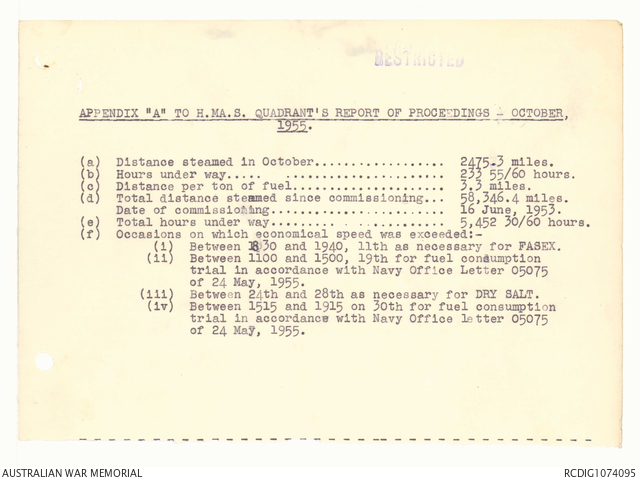 RESTRICTED
APPENDIX "A" TO H.MA.S. QUADRANT'S REPORT OF PROCEEDINGS - OCTOBER,
1955.
(a) Distance steamed in October................... 2475.3 miles.
(b) Hours under way..... ....................... 233 55/60 hours.
(c) Distance per ton of fuel....................... 3.3 miles.
(d) Total distance steamed since commissioning... 58,346.4 miles.
Date of commissioning......................... 16 June, 1953.
(e) Total hours under way.......................... 5,452 30/60 hours.
(f) Occasions on which economical speed was exceeded:-
(i) Between 1830 and 1940, 11th as necessary for FASEX.
(ii) Between 1100 and 1500, 19th for fuel consumption
trial in accordance with Navy Office Letter 05075
of 24 May, 1955.
(iii) Between 24th and 28th as necessary for DRY SALT.
(iv) Between 1515 and 1915 on 30th for fuel consumption
trial in accordance with Navy Office letter 05075
of 24 May, 1955.
AUSTRALIAN WAR MEMORIAL
RCDIG1074095